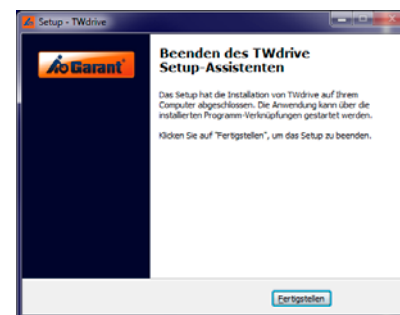 Setup - TWdrive
Garant
Beenden des TWdrive
Setup-Assistenten
Das Setup hat die Installation von TWdrive auf Ihrem
Computer abgeschlossen. Die Anwendung kann über die
installierten Programm-Verknüpfungen gestartet werden.
Klicken Sie auf "Fertigstellen", um das Setup zu beenden.
Fertigstellen